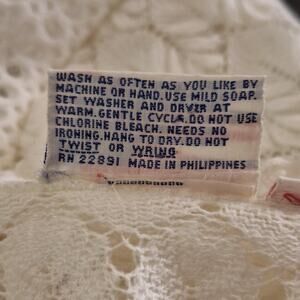 WASH AS OFTEN AS YOU LIKE BY
MACHINE OR HAND.USE MILD SOAP.
SET WASHER AND DRYER AT
WARM.GENTLE CYCLE.DO NOT USE
CHLORINE BLEACH. NEEDS NO
IRONING.HANG TO DRY.DO NOT
TWIST OR WRING
RN 22891 MADE IN PHILIPPINES